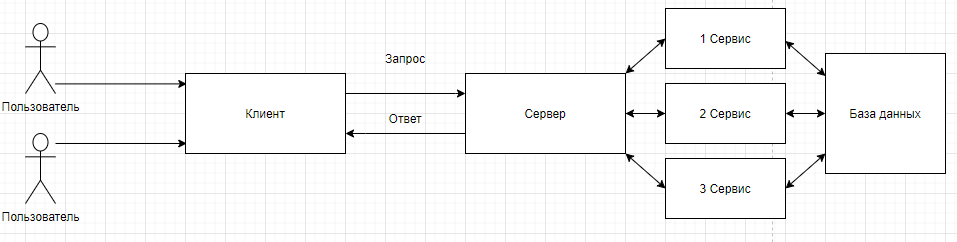 Пользователь
Пользователь
Клиент
Запрос
Ответ
Сервер
1 Сервис
2 Сервис
3 Сервис
База данных